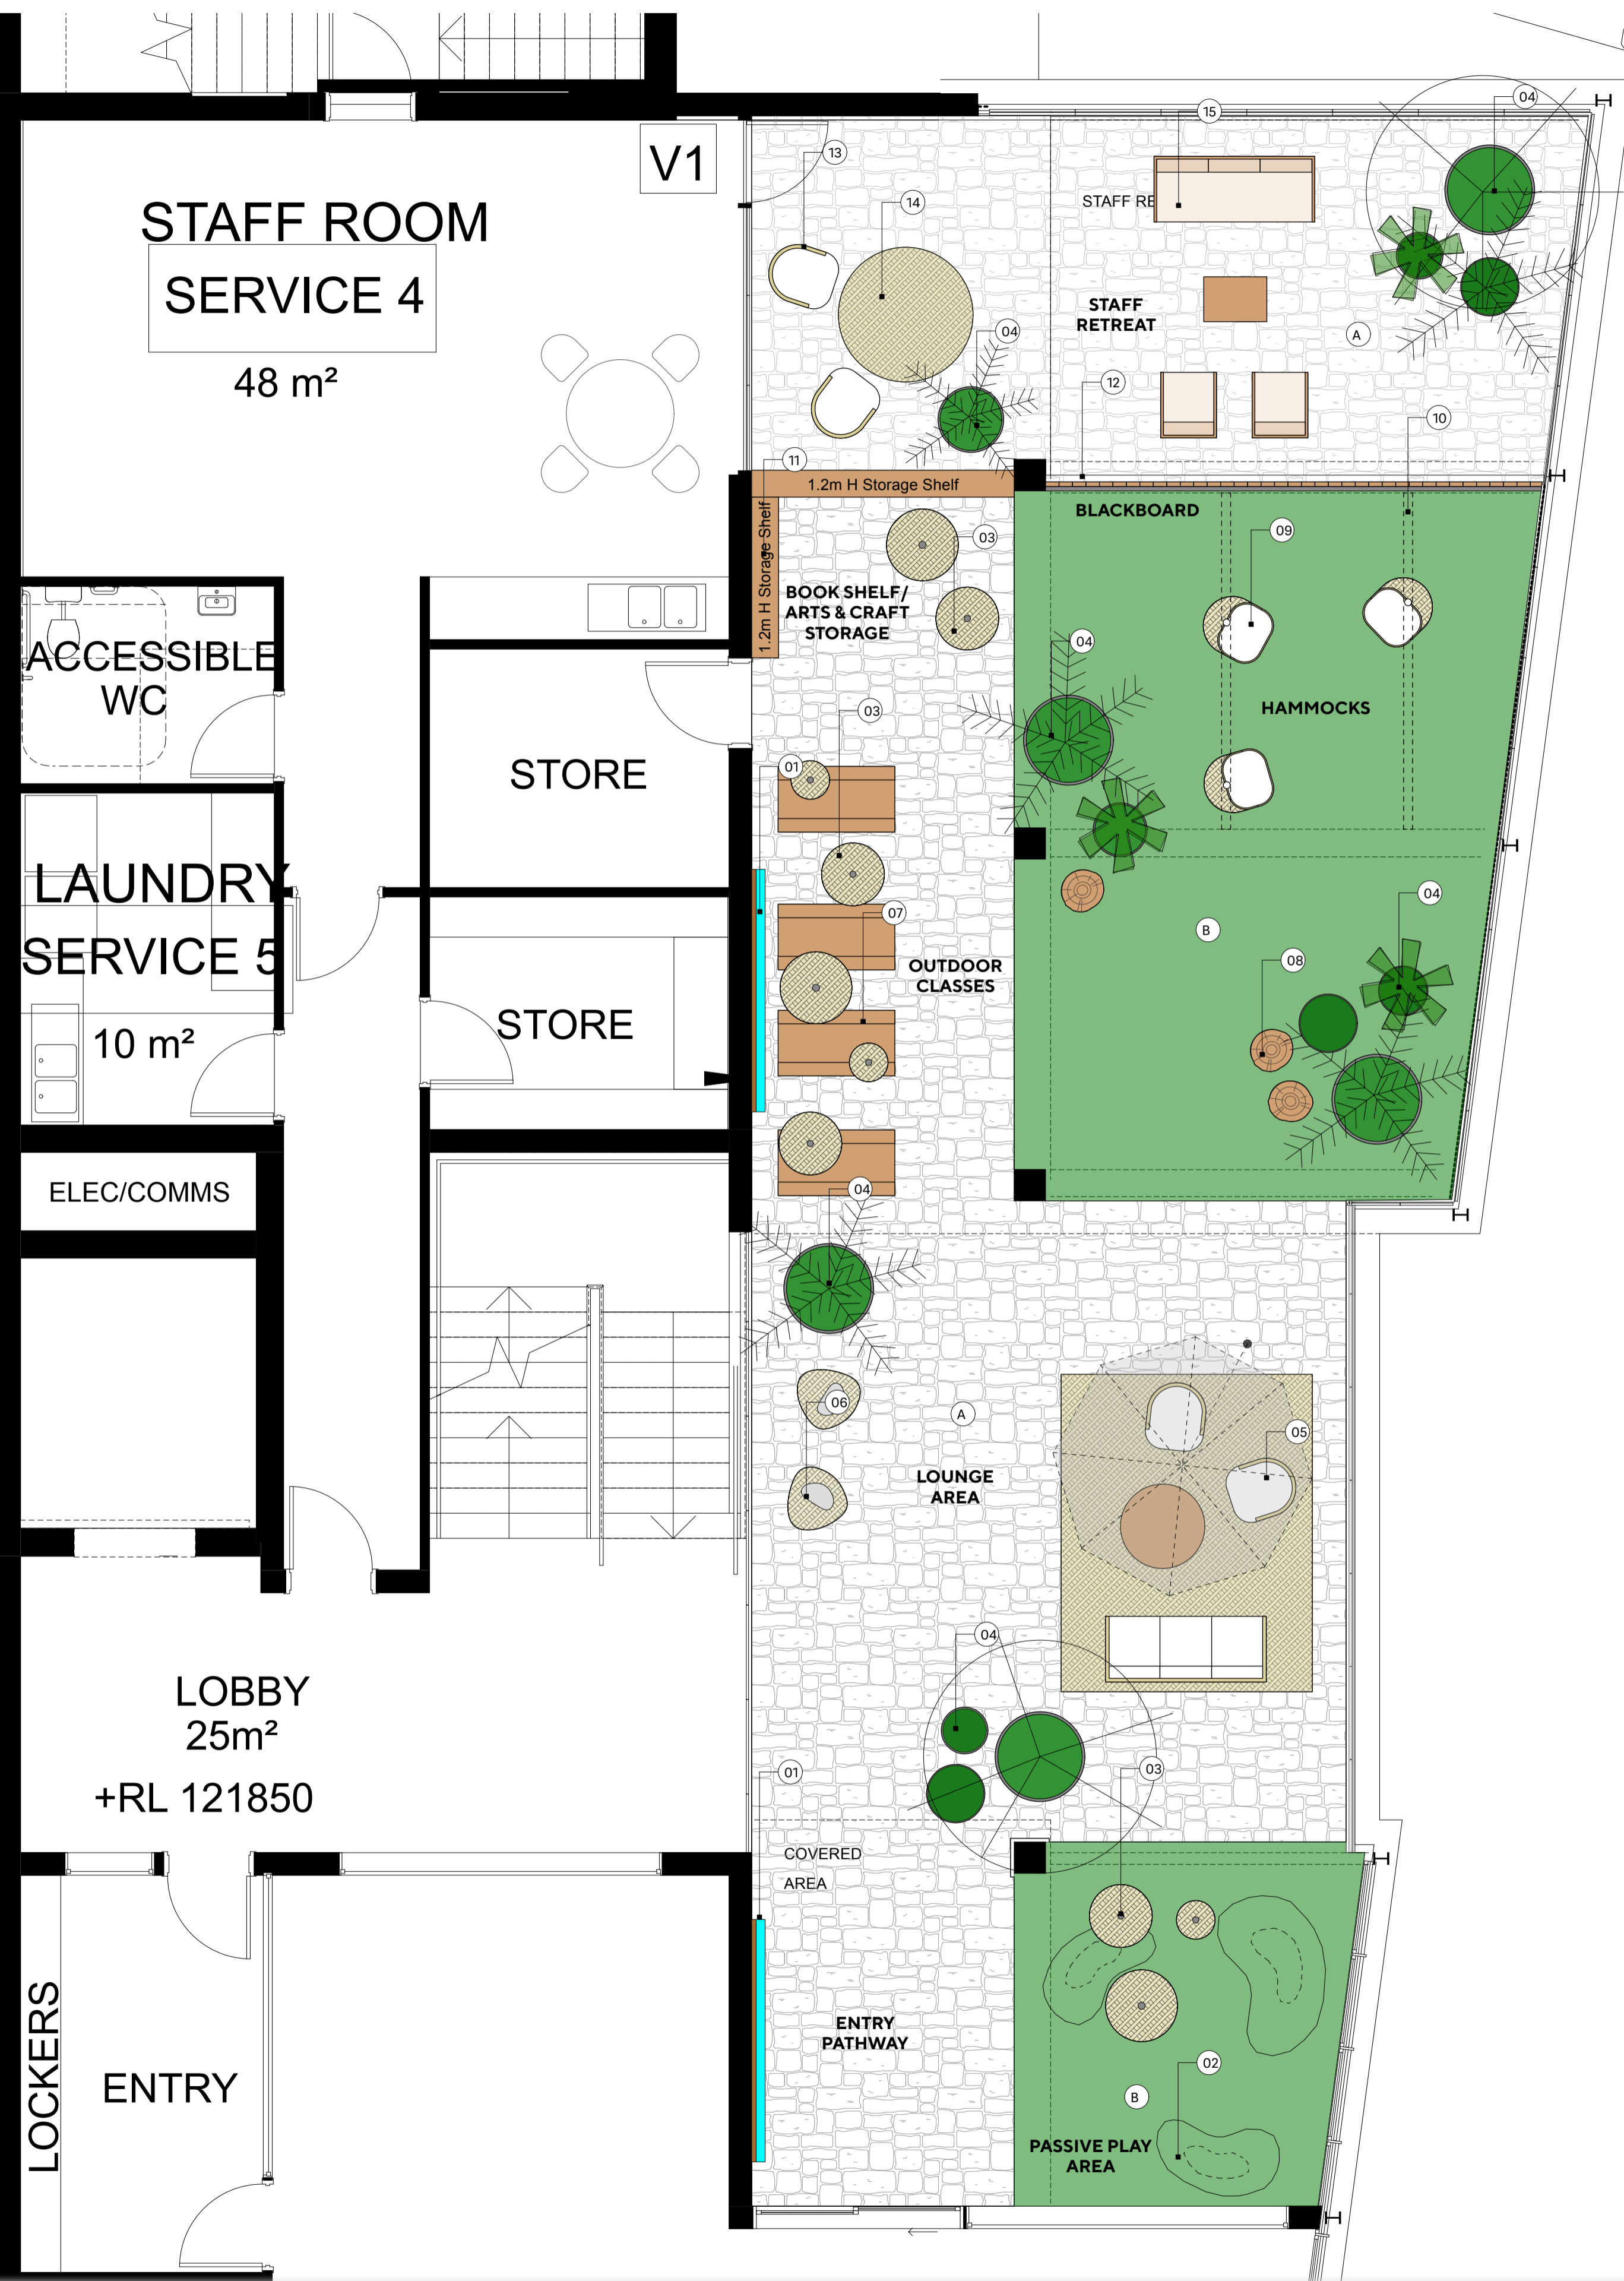 15
04
13
V1
14
STAFF ROOM
STAFF RE
SERVICE 4
STAFF
RETREAT
04
A
48 m²
12
10
11
1.2m H Storage Shelf
1.2m H Storage Shelf
BLACKBOARD
09
03
BOOK SHELF/
ARTS & CRAFT
STORAGE
04
ACCESSIBLE
WC
HAMMOCKS
03
01
STORE
LAUNDRY
04
07
B
SERVICE 5
08
OUTDOOR
CLASSES
STORE
10 m²
ELEC/COMMS
04
06
A
05
LOUNGE
AREA
04
LOBBY
25m²
03
01
+RL 121850
COVERED
AREA
ENTRY
PATHWAY
LOCKERS
02
ENTRY
B
PASSIVE PLAY
AREA